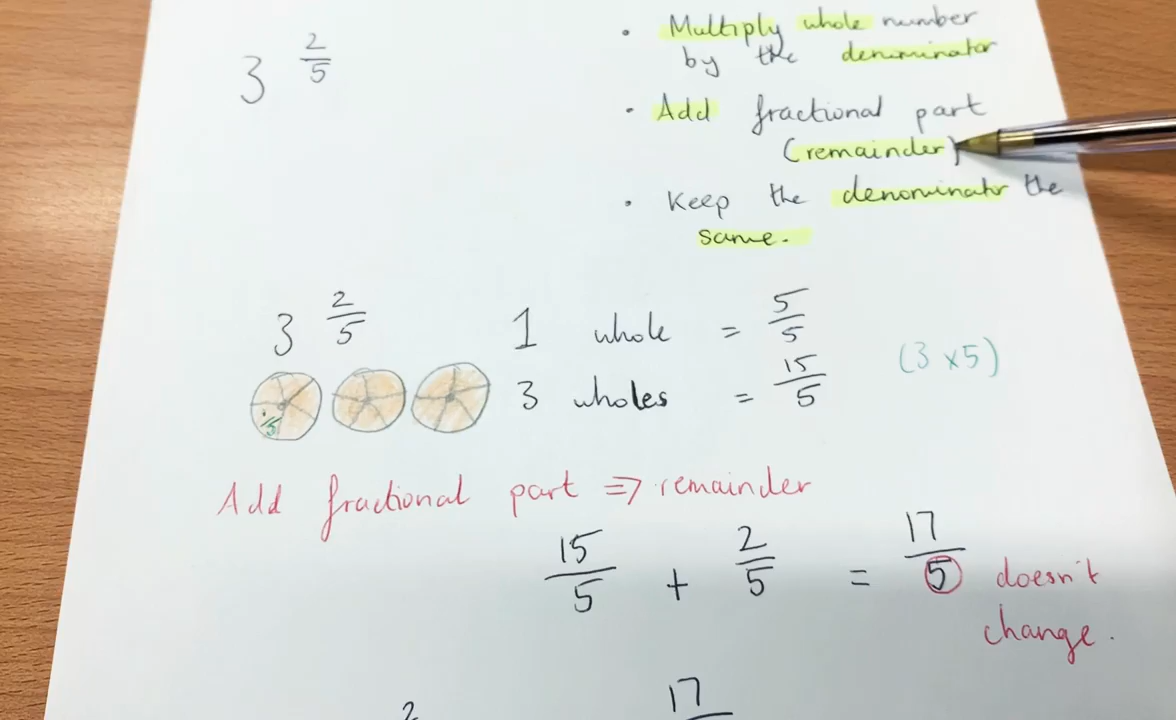 3 2/5
• Multiply whole number
by the denominator
• Add fractional part
(remainder)
• Keep the denominator the
same.
3 2/5
1 whole = 5/5
3 wholes = 15/5 (3 x 5)
Add fractional part ⇒ remainder
15/5 + 2/5 = 17/5 doesn't
change.
2
17